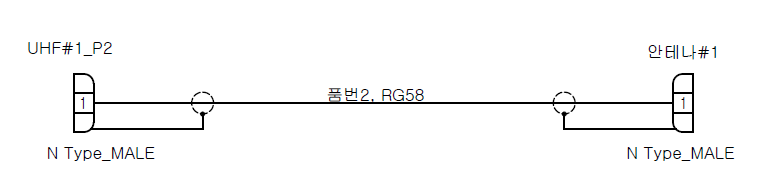 UHF#1_P2
안테나#1
품번2, RG58
1
1
N Type_MALE
N Type_MALE